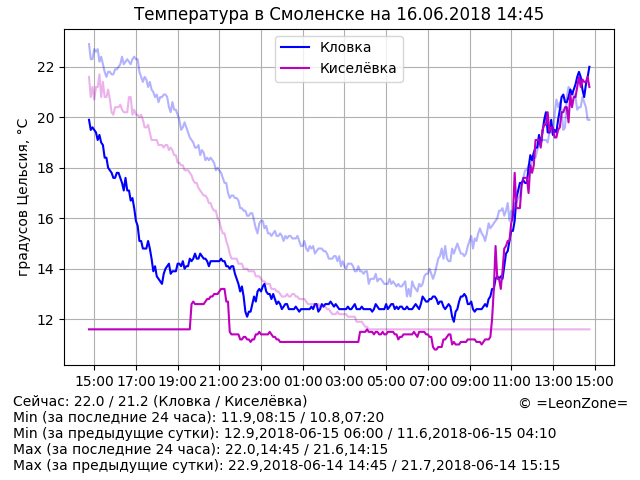 Температура в Смоленске на 16.06.2018 14:45
Кловка
Киселёвка
градусов Цельсия, °C
22
20
18
16
14
12
15:00 17:00 19:00 21:00 23:00 01:00 03:00 05:00 07:00 09:00 11:00 13:00 15:00
Сейчас: 22.0 / 21.2 (Кловка / Киселёвка)
© =LeonZone=
Min (за последние 24 часа): 11.9,08:15 / 10.8,07:20
Min (за предыдущие сутки): 12.9,2018-06-15 06:00 / 11.6,2018-06-15 04:10
Max (за последние 24 часа): 22.0,14:45 / 21.6,14:15
Max (за предыдущие сутки): 22.9,2018-06-14 14:45 / 21.7,2018-06-14 15:15